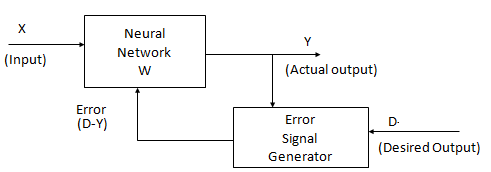 X
(Input)
Neural
Network
W
Y
(Actual output)
Error
(D-Y)
Error
Signal
Generator
D.
(Desired Output)